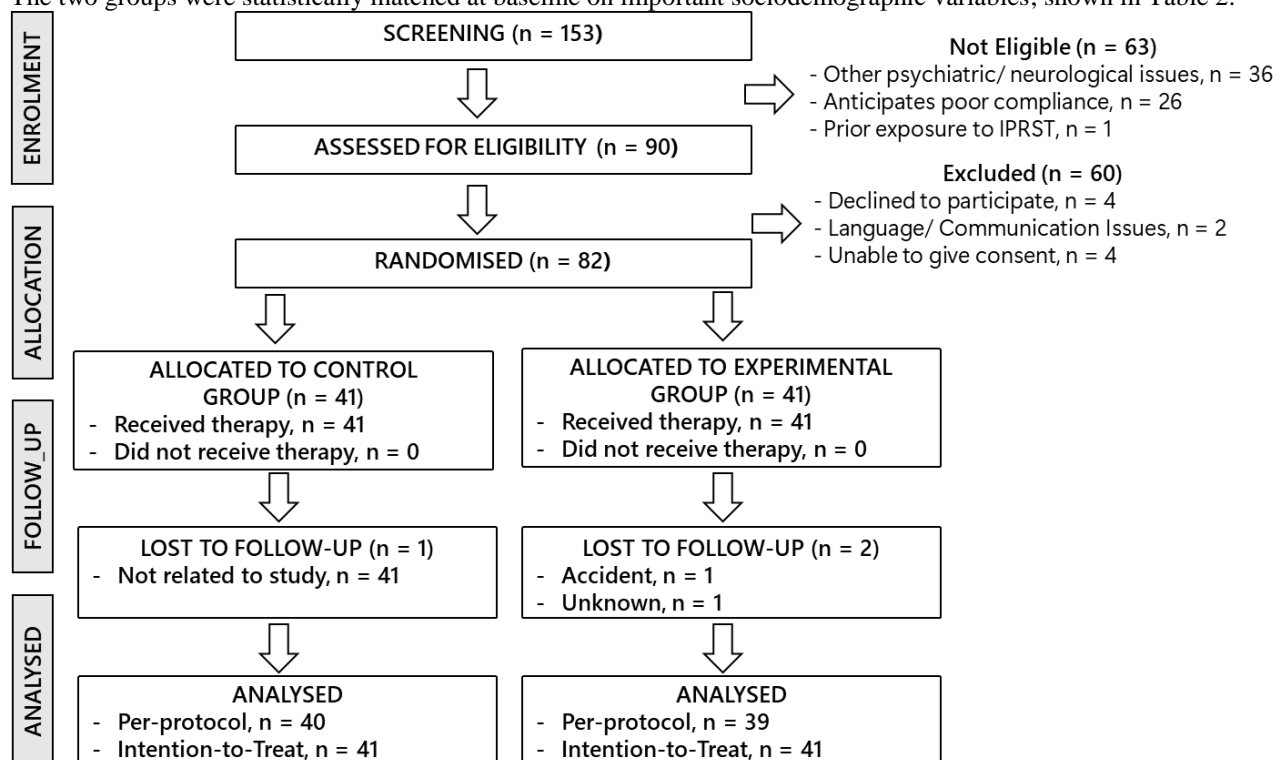 The two groups were statistically matched at baseline on important sociodemographic variables, shown in Table 2.
ENROLMENT
SCREENING (n = 153)
Not Eligible (n = 63)
- Other psychiatric/ neurological issues, n = 36
- Anticipates poor compliance, n = 26
- Prior exposure to IPRST, n = 1
ASSESSED FOR ELIGIBILITY (n = 90)
Excluded (n = 60)
- Declined to participate, n = 4
- Language/ Communication Issues, n = 2
- Unable to give consent, n = 4
ALLOCATION
RANDOMISED (n = 82)
ALLOCATED TO CONTROL
GROUP (n = 41)
- Received therapy, n = 41
- Did not receive therapy, n = 0
ALLOCATED TO EXPERIMENTAL
GROUP (n = 41)
- Received therapy, n = 41
- Did not receive therapy, n = 0
FOLLOW_UP
LOST TO FOLLOW-UP (n = 1)
- Not related to study, n = 41
LOST TO FOLLOW-UP (n = 2)
- Accident, n = 1
- Unknown, n = 1
ANALYSED
ANALYSED
- Per-protocol, n = 40
- Intention-to-Treat, n = 41
ANALYSED
- Per-protocol, n = 39
- Intention-to-Treat, n = 41